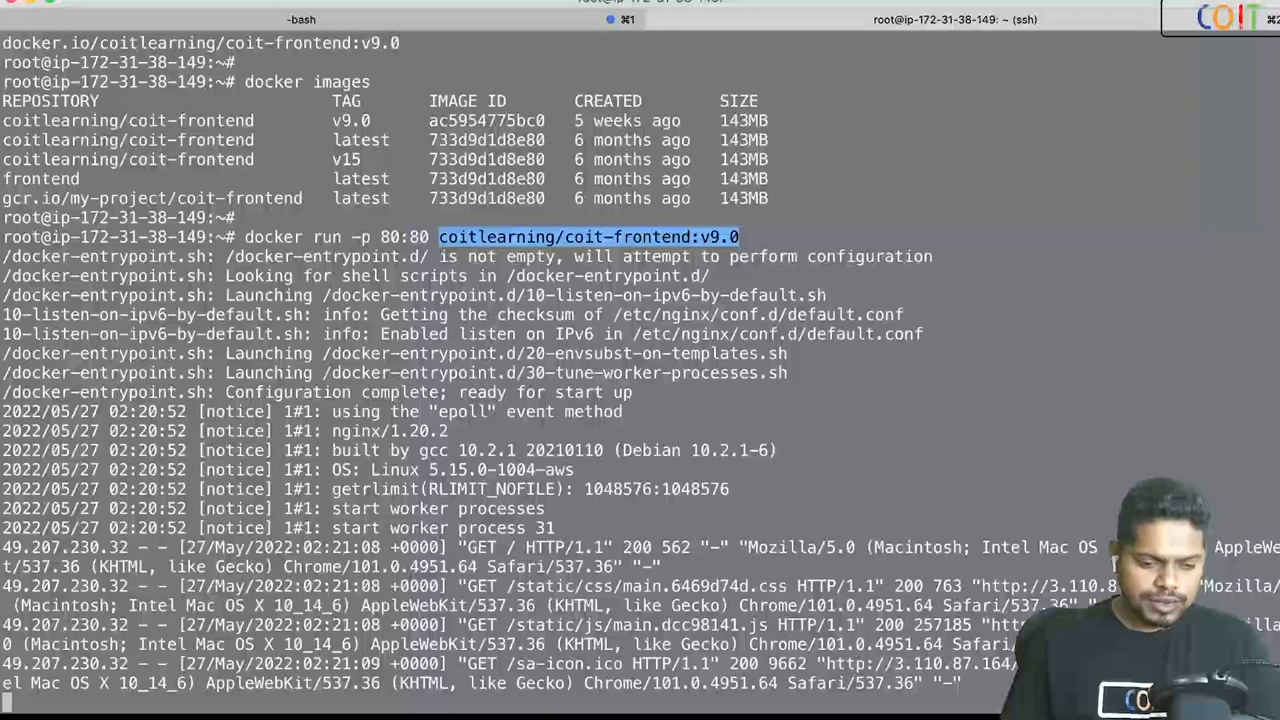 -bash
⌘1
root@ip-172-31-38-149: ~ (ssh)
COIT
⌘2
docker.io/coitlearning/coit-frontend:v9.0
root@ip-172-31-38-149:~#
root@ip-172-31-38-149:~# docker images
REPOSITORY TAG IMAGE ID CREATED SIZE
coitlearning/coit-frontend v9.0 ac5954775bc0 5 weeks ago 143MB
coitlearning/coit-frontend latest 733d9d1d8e80 6 months ago 143MB
coitlearning/coit-frontend v15 733d9d1d8e80 6 months ago 143MB
frontend latest 733d9d1d8e80 6 months ago 143MB
gcr.io/my-project/coit-frontend latest 733d9d1d8e80 6 months ago 143MB
root@ip-172-31-38-149:~#
root@ip-172-31-38-149:~# docker run -p 80:80 coitlearning/coit-frontend:v9.0
/docker-entrypoint.sh: /docker-entrypoint.d/ is not empty, will attempt to perform configuration
/docker-entrypoint.sh: Looking for shell scripts in /docker-entrypoint.d/
/docker-entrypoint.sh: Launching /docker-entrypoint.d/10-listen-on-ipv6-by-default.sh
10-listen-on-ipv6-by-default.sh: info: Getting the checksum of /etc/nginx/conf.d/default.conf
10-listen-on-ipv6-by-default.sh: info: Enabled listen on IPv6 in /etc/nginx/conf.d/default.conf
/docker-entrypoint.sh: Launching /docker-entrypoint.d/20-envsubst-on-templates.sh
/docker-entrypoint.sh: Launching /docker-entrypoint.d/30-tune-worker-processes.sh
/docker-entrypoint.sh: Configuration complete; ready for start up
2022/05/27 02:20:52 [notice] 1#1: using the "epoll" event method
2022/05/27 02:20:52 [notice] 1#1: nginx/1.20.2
2022/05/27 02:20:52 [notice] 1#1: built by gcc 10.2.1 20210110 (Debian 10.2.1-6)
2022/05/27 02:20:52 [notice] 1#1: OS: Linux 5.15.0-1004-aws
2022/05/27 02:20:52 [notice] 1#1: getrlimit(RLIMIT_NOFILE): 1048576:1048576
2022/05/27 02:20:52 [notice] 1#1: start worker processes
2022/05/27 02:20:52 [notice] 1#1: start worker process 31
49.207.230.32 - - [27/May/2022:02:21:08 +0000] "GET / HTTP/1.1" 200 562 "-" "Mozilla/5.0 (Macintosh; Intel Mac OS AppleWe
t/537.36 (KHTML, like Gecko) Chrome/101.0.4951.64 Safari/537.36" "-"
49.207.230.32 - - [27/May/2022:02:21:08 +0000] "GET /static/css/main.6469d74d.css HTTP/1.1" 200 763 "http://3.110.8 Mozilla/
(Macintosh; Intel Mac OS X 10_14_6) AppleWebKit/537.36 (KHTML, like Gecko) Chrome/101.0.4951.64 Safari/537.36"
49.207.230.32 - - [27/May/2022:02:21:08 +0000] "GET /static/js/main.dcc98141.js HTTP/1.1" 200 257185
0 (Macintosh; Intel Mac OS X 10_14_6) AppleWebKit/537.36 (KHTML, like Gecko) Chrome/101.0.4951.64 Safari/537
49.207.230.32 - - [27/May/2022:02:21:09 +0000] "GET /sa-icon.ico HTTP/1.1" 200 9662 "http://3.110.87.164/
el Mac OS X 10_14_6) AppleWebKit/537.36 (KHTML, like Gecko) Chrome/101.0.4951.64 Safari/537.36" "-"